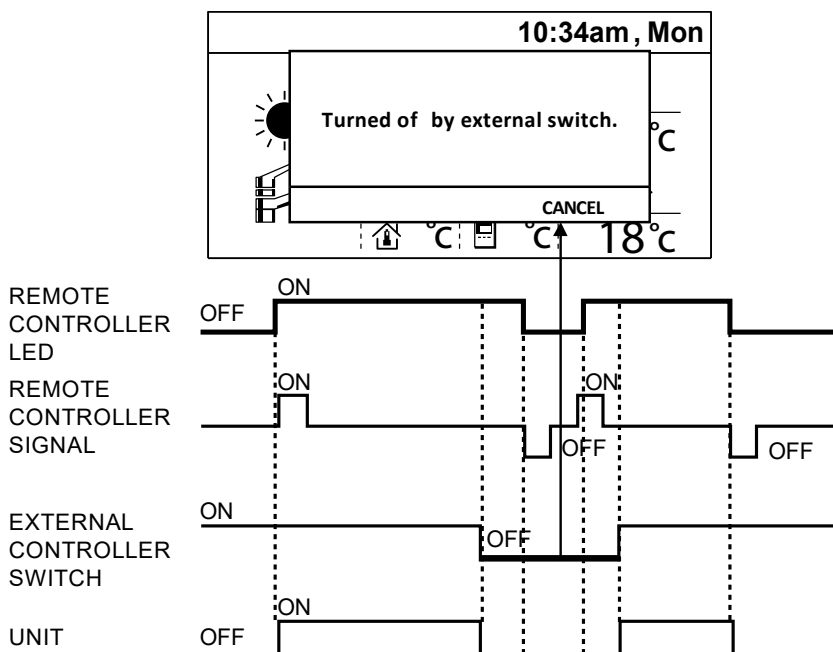 10:34am , Mon
Turned of by external switch.
°C
CANCEL
°C
°C
18°C
REMOTE
CONTROLLER
LED
OFF
ON
REMOTE
CONTROLLER
SIGNAL
ON
OFF
ON
OFF
EXTERNAL
CONTROLLER
SWITCH
ON
OFF
UNIT
OFF
ON